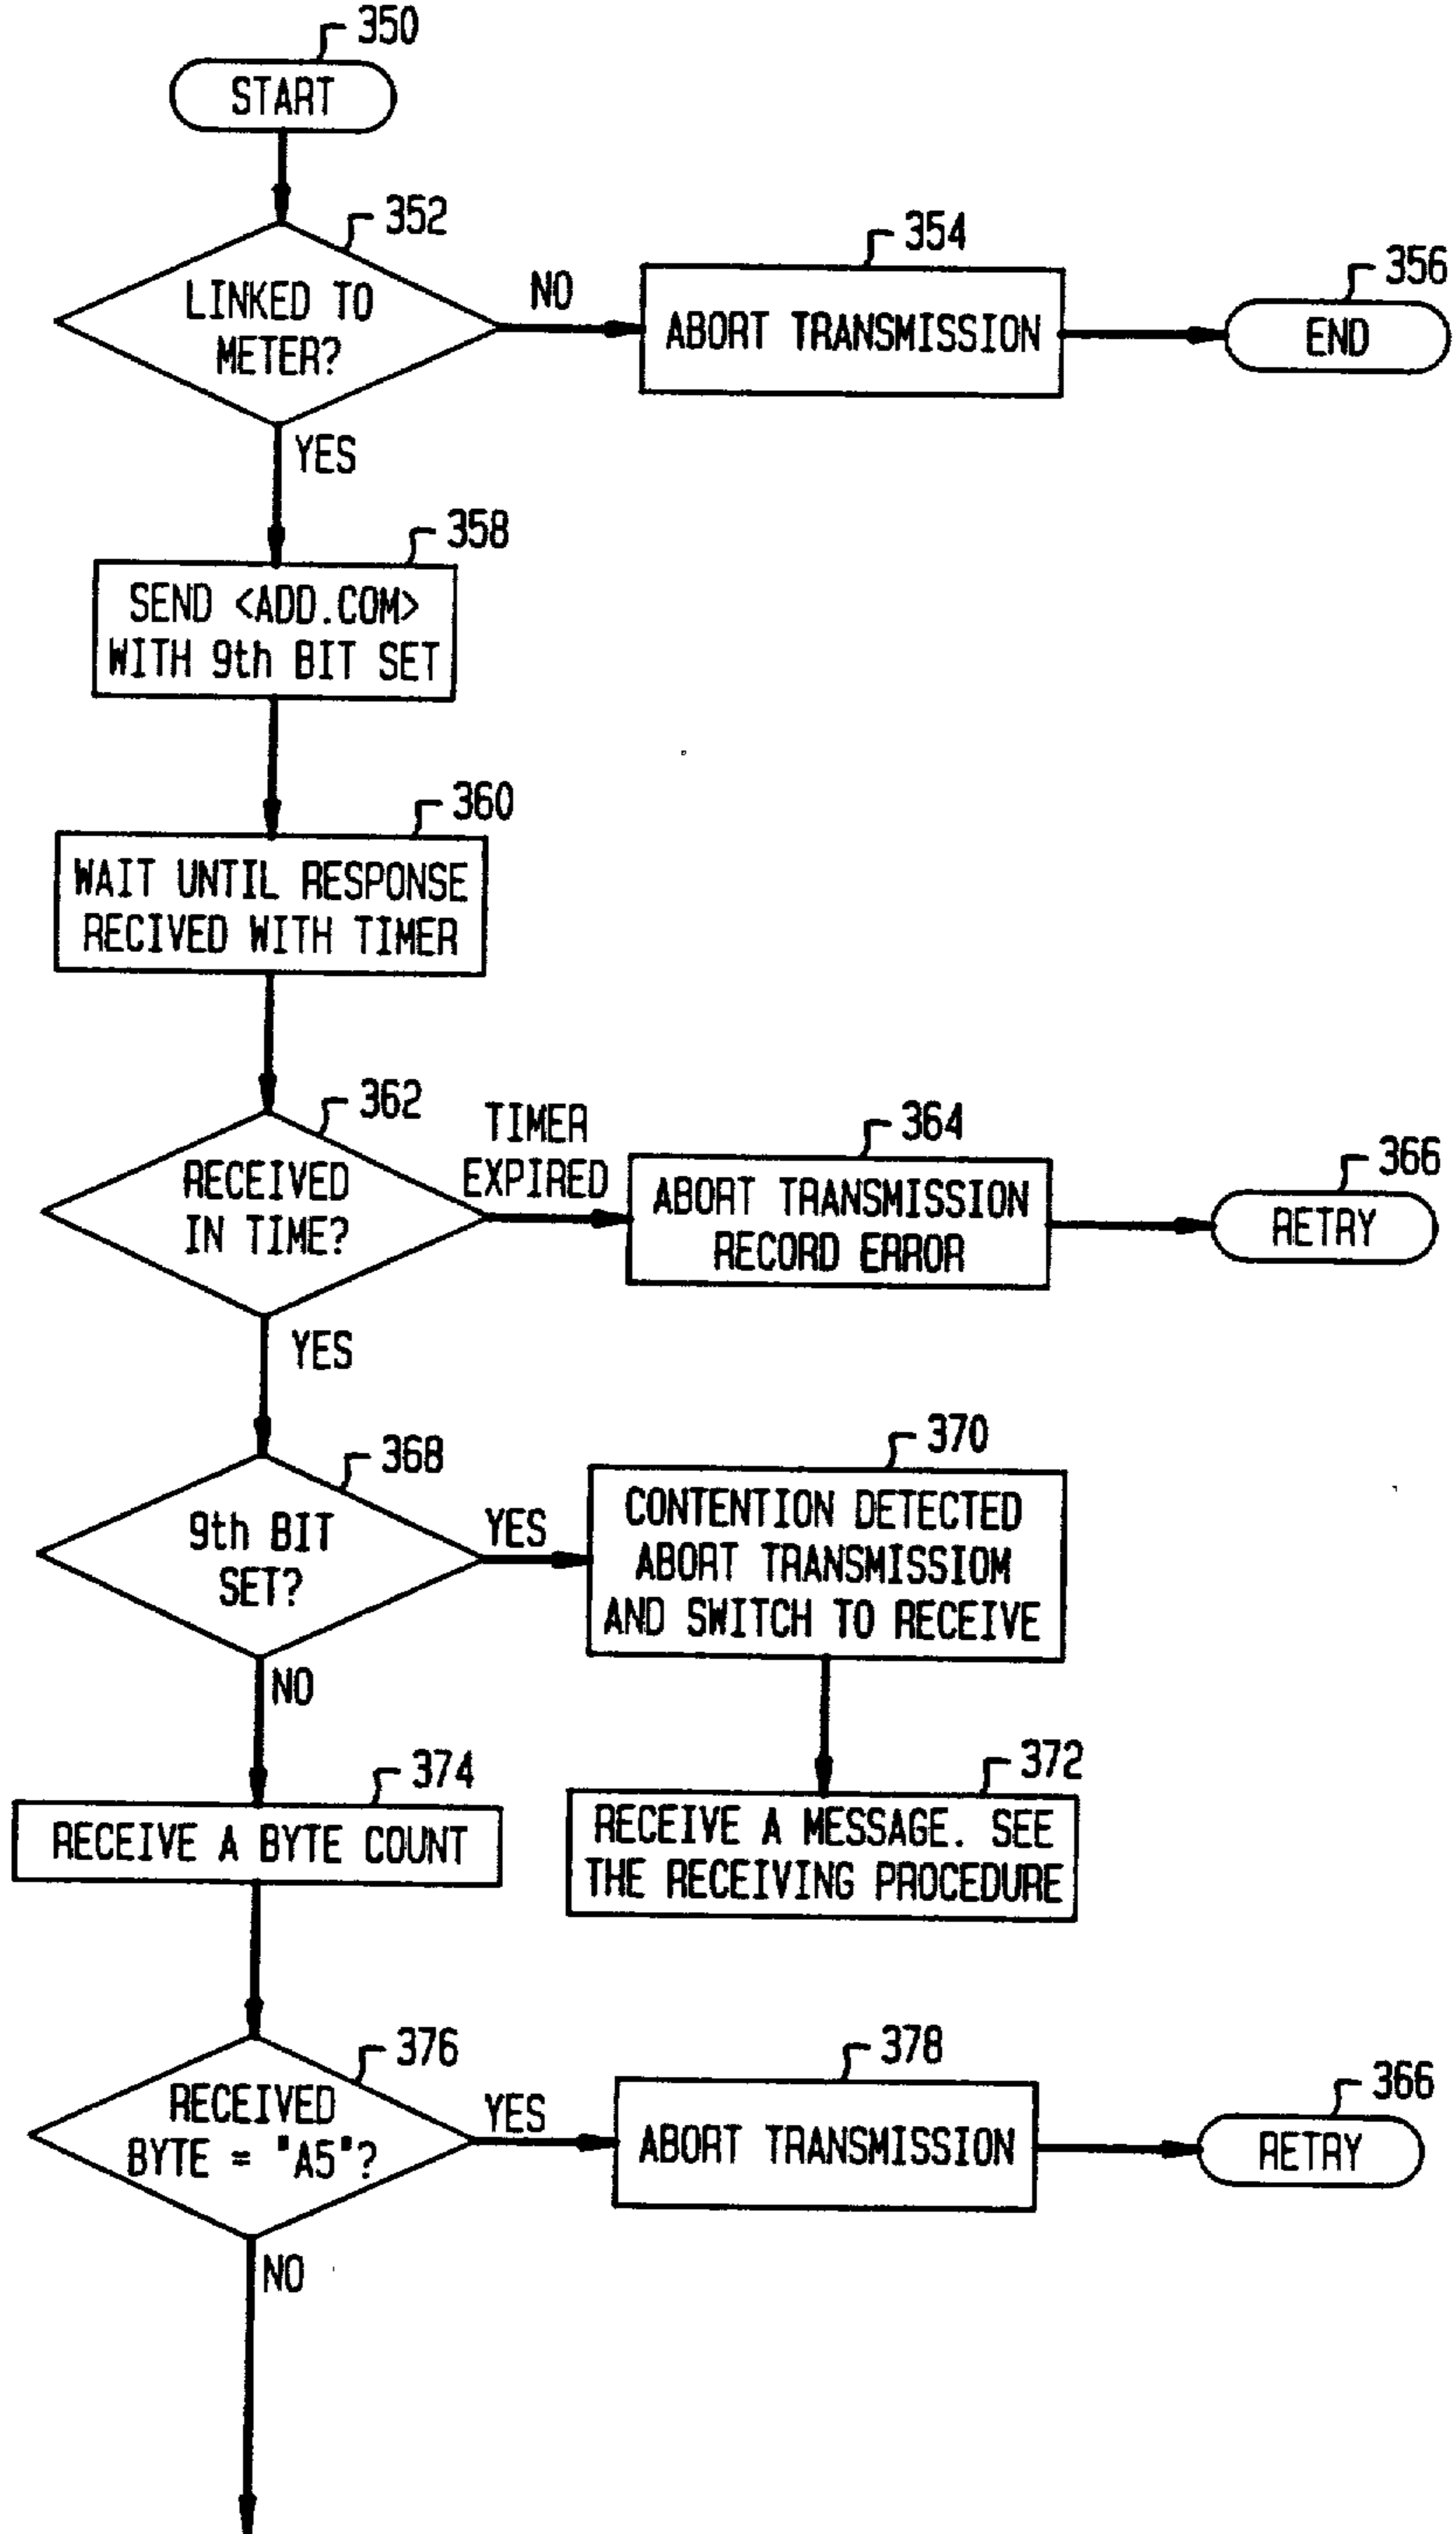 350
START
352
LINKED TO
METER?
NO
354
ABORT TRANSMISSION
356
END
YES
358
SEND <ADD.COM>
WITH 9th BIT SET
360
WAIT UNTIL RESPONSE
RECIVED WITH TIMER
362
RECEIVED
IN TIME?
TIMER
EXPIRED
364
ABORT TRANSMISSION
RECORD ERROR
366
RETRY
YES
368
9th BIT
SET?
YES
370
CONTENTION DETECTED
ABORT TRANSMISSIOM
AND SWITCH TO RECEIVE
NO
372
RECEIVE A MESSAGE. SEE
THE RECEIVING PROCEDURE
374
RECEIVE A BYTE COUNT
376
RECEIVED
BYTE = "A5"?
YES
378
ABORT TRANSMISSION
366
RETRY
NO